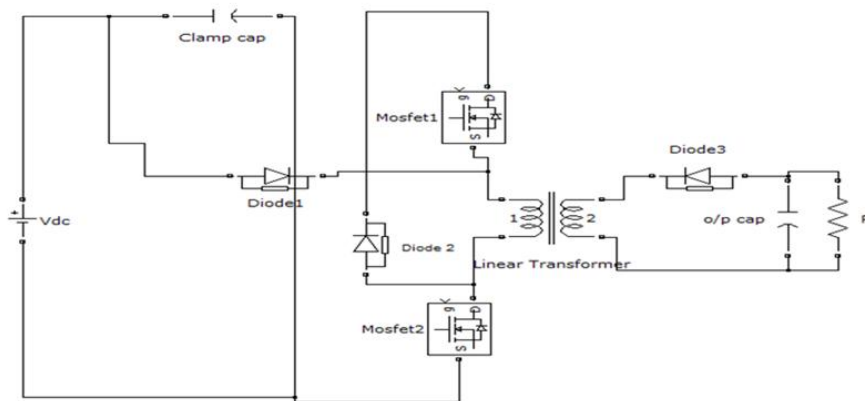 Clamp cap
g
D
Mosfet1
S
Diode3
Diode1
+
Vdc
1
2
o/p cap
Diode 2
Linear Transformer
g
D
Mosfet2
S